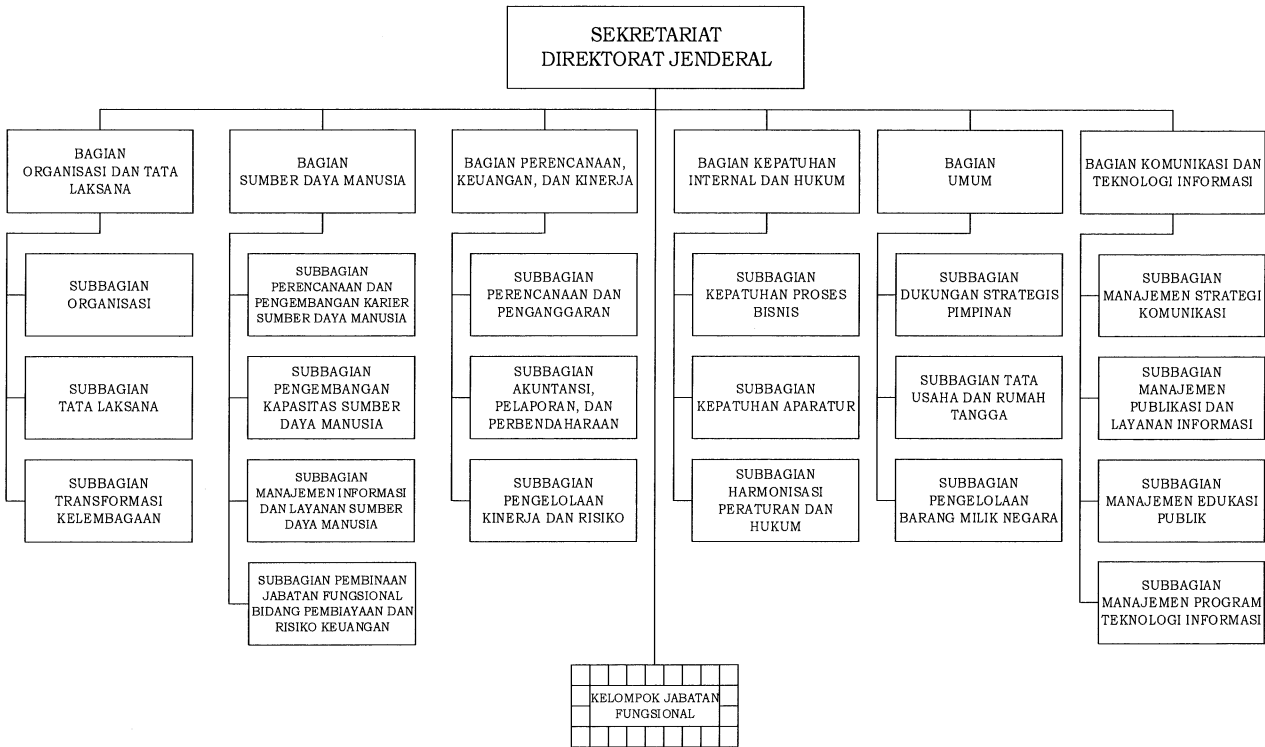 SEKRETARIAT
DIREKTORAT JENDERAL
BAGIAN
ORGANISASI DAN TATA
LAKSANA
SUBBAGIAN
ORGANISASI
SUBBAGIAN
TATA LAKSANA
SUBBAGIAN
TRANSFORMASI
KELEMBAGAAN
BAGIAN
SUMBER DAYA MANUSIA
SUBBAGIAN
PERENCANAAN DAN
PENGEMBANGAN KARIER
SUMBER DAYA MANUSIA
SUBBAGIAN
PENGEMBANGAN
KAPASITAS SUMBER
DAYA MANUSIA
SUBBAGIAN
MANAJEMEN INFORMASI
DAN LAYANAN SUMBER
DAYA MANUSIA
SUBBAGIAN PEMBINAAN
JABATAN FUNGSIONAL
BIDANG PEMBIAYAAN DAN
RISIKO KEUANGAN
BAGIAN PERENCANAAN,
KEUANGAN, DAN KINERJA
SUBBAGIAN
PERENCANAAN DAN
PENGANGGARAN
SUBBAGIAN
AKUNTANSI,
PELAPORAN, DAN
PERBENDAHARAAN
SUBBAGIAN
PENGELOLAAN
KINERJA DAN RISIKO
BAGIAN KEPATUHAN
INTERNAL DAN HUKUM
SUBBAGIAN
KEPATUHAN PROSES
BISNIS
SUBBAGIAN
KEPATUHAN APARATUR
SUBBAGIAN
HARMONISASI
PERATURAN DAN
HUKUM
BAGIAN
UMUM
SUBBAGIAN
DUKUNGAN STRATEGIS
PIMPINAN
SUBBAGIAN TATA
USAHA DAN RUMAH
TANGGA
SUBBAGIAN
PENGELOLAAN
BARANG MILIK NEGARA
BAGIAN KOMUNIKASI DAN
TEKNOLOGI INFORMASI
SUBBAGIAN
MANAJEMEN STRATEGI
KOMUNIKASI
SUBBAGIAN
MANAJEMEN
PUBLIKASI DAN
LAYANAN INFORMASI
SUBBAGIAN
MANAJEMEN EDUKASI
PUBLIK
SUBBAGIAN
MANAJEMEN PROGRAM
TEKNOLOGI INFORMASI
KELOMPOK JABATAN
FUNGSIONAL